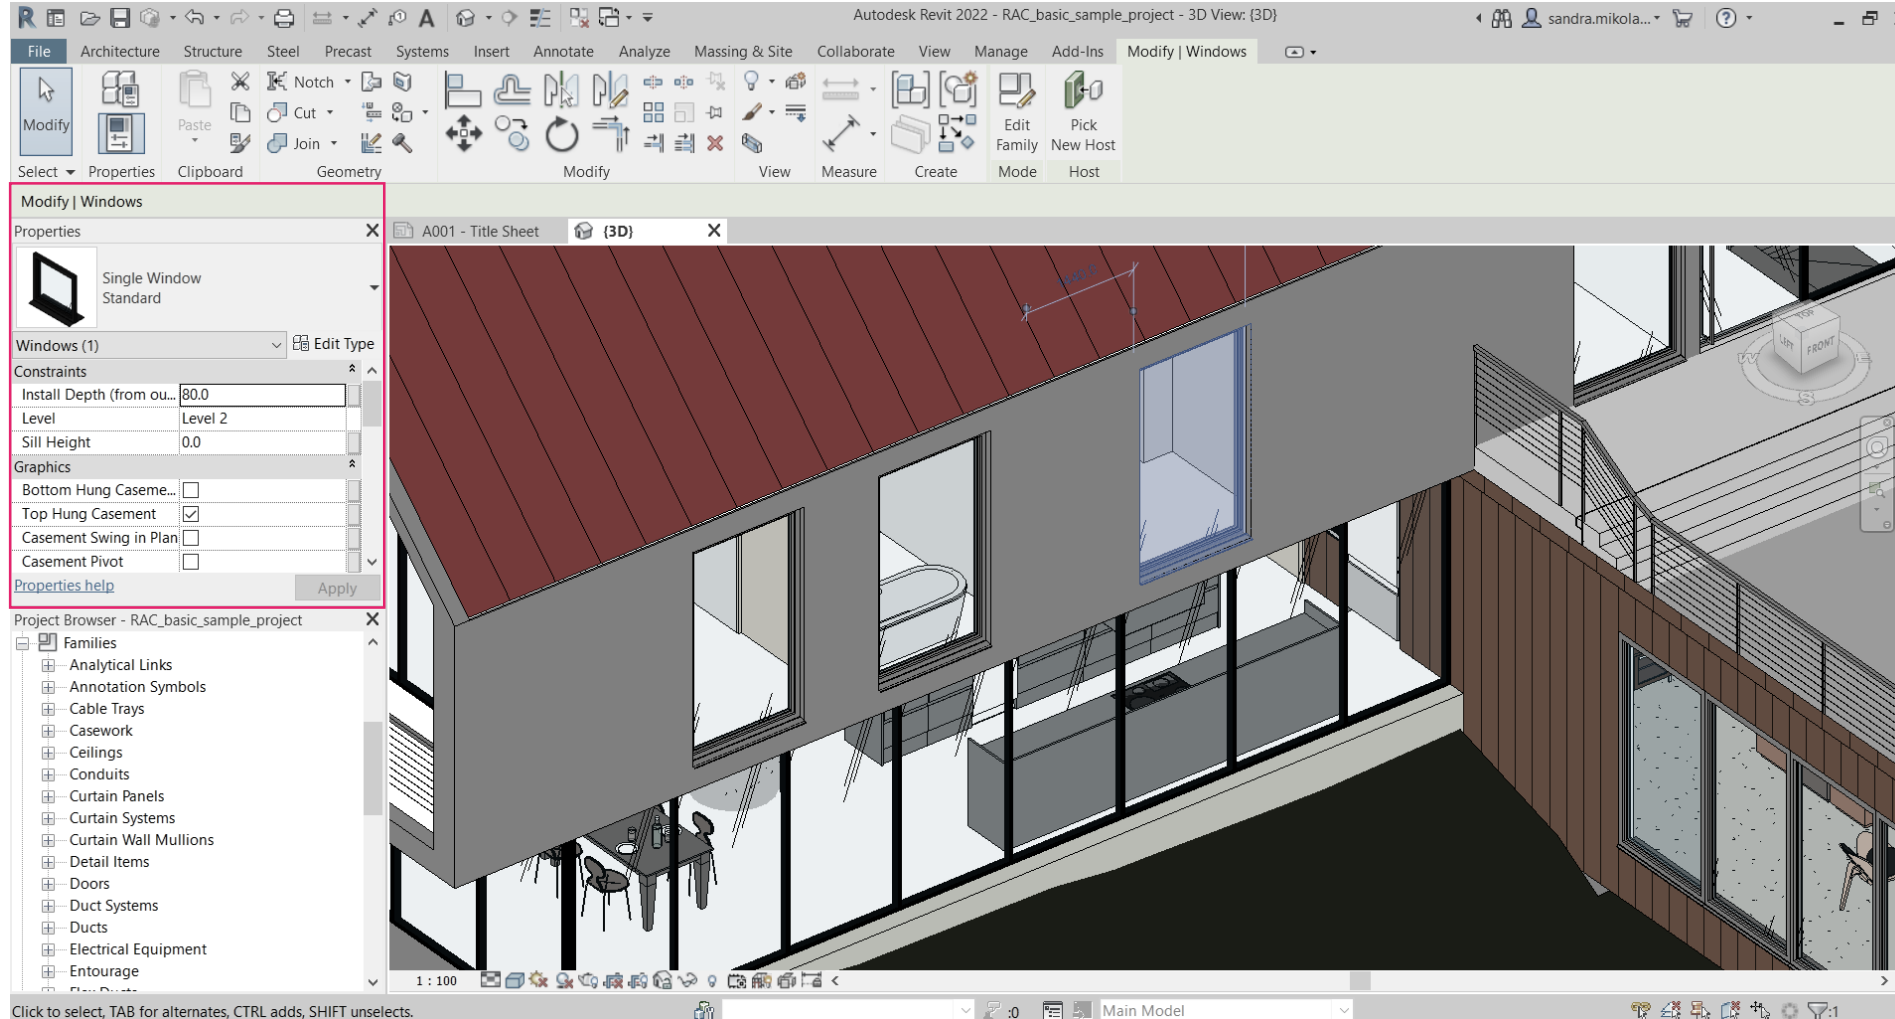 Autodesk Revit 2022 - RAC_basic_sample_project - 3D View: {3D}
sandra.mikola...
File Architecture Structure Steel Precast Systems Insert Annotate Analyze Massing & Site Collaborate View Manage Add-Ins Modify | Windows
Modify
Paste
Notch
Cut
Join
Edit Family
Pick New Host
Select Properties Clipboard Geometry Modify View Measure Create Mode Host
Modify | Windows
Properties
A001 - Title Sheet
{3D}
Single Window
Standard
Windows (1)
Edit Type
Constraints
Install Depth (from ou... 80.0
Level Level 2
Sill Height 0.0
Graphics
Bottom Hung Caseme...
Top Hung Casement
Casement Swing in Plan
Casement Pivot
Properties help
Apply
TOP
LEFT
FRONT
W
E
S
Project Browser - RAC_basic_sample_project
Families
Analytical Links
Annotation Symbols
Cable Trays
Casework
Ceilings
Conduits
Curtain Panels
Curtain Systems
Curtain Wall Mullions
Detail Items
Doors
Duct Systems
Ducts
Electrical Equipment
Entourage
1 : 100
Click to select, TAB for alternates, CTRL adds, SHIFT unselects.
:0
Main Model
:1